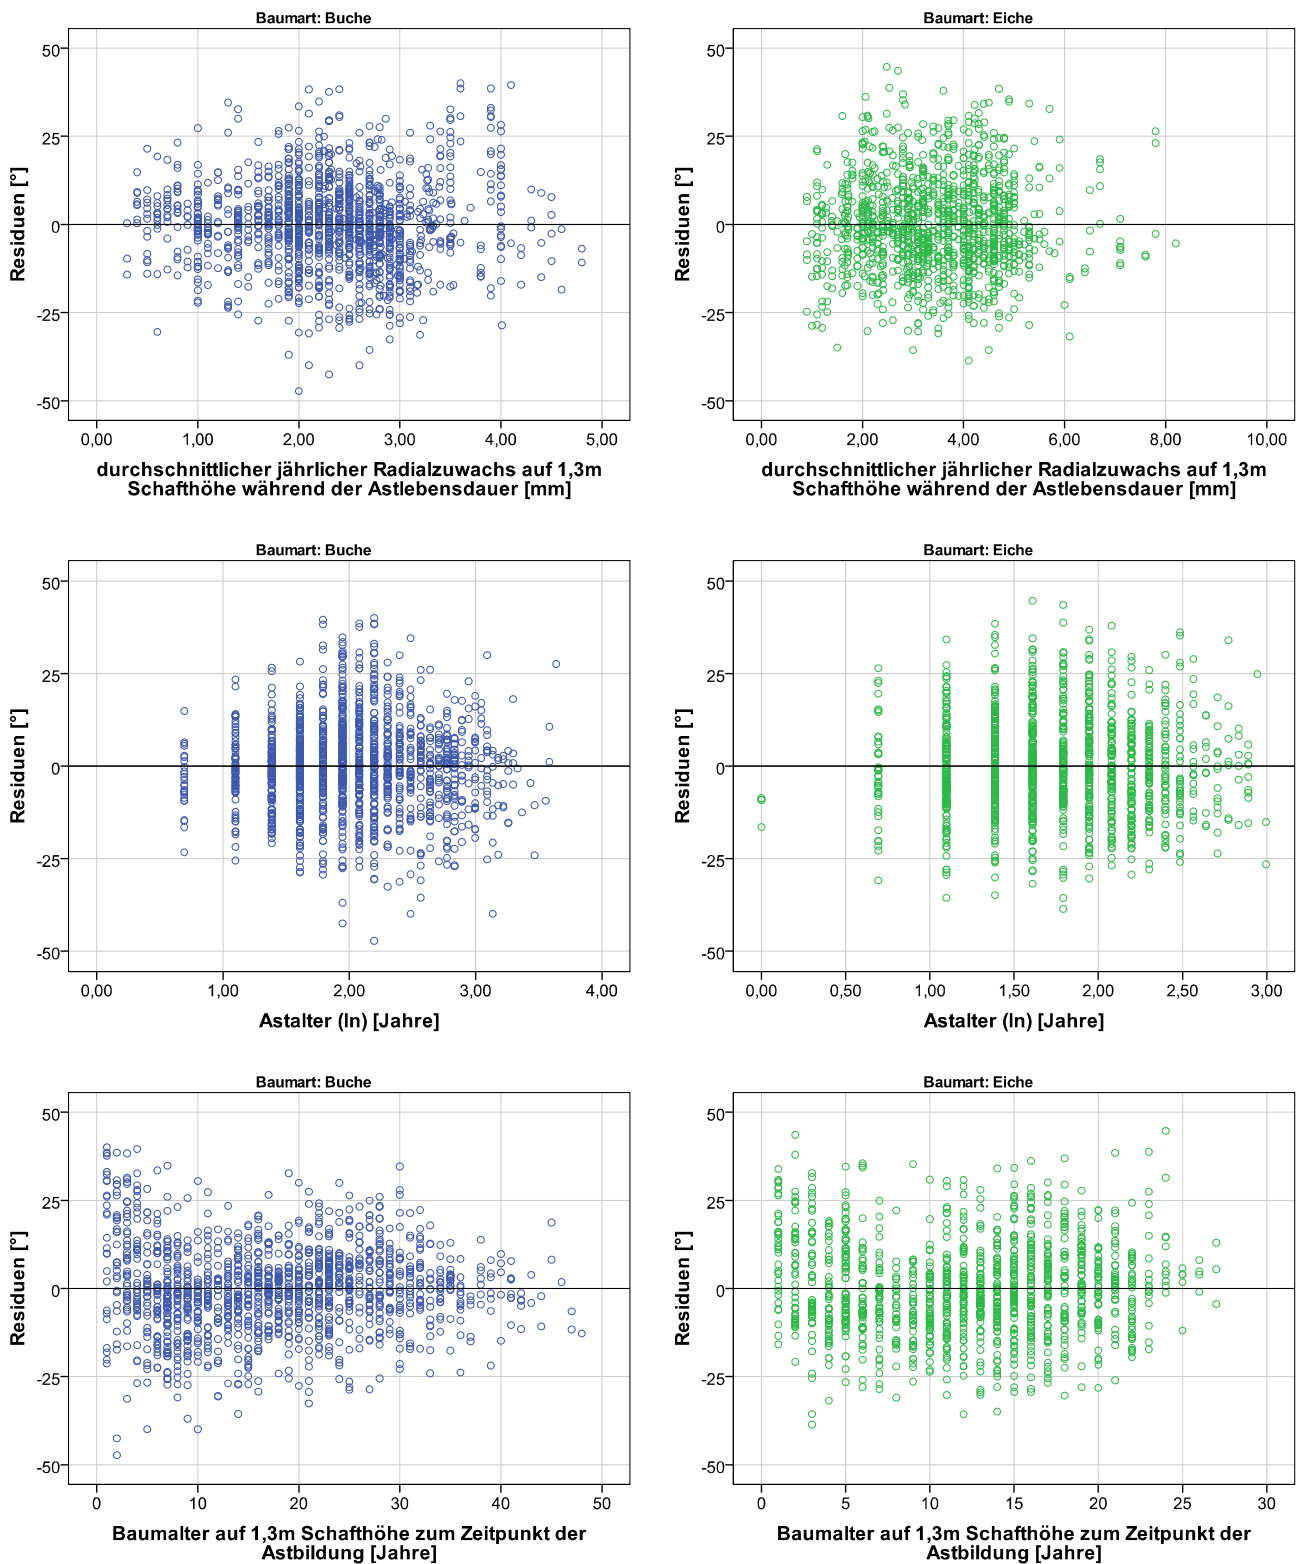 Baumart: Buche
50
25
0
-25
-50
Residuen [°]
0,00 1,00 2,00 3,00 4,00 5,00
durchschnittlicher jährlicher Radialzuwachs auf 1,3m
Schafthöhe während der Astlebensdauer [mm]
Baumart: Eiche
50
25
0
-25
-50
Residuen [°]
0,00 2,00 4,00 6,00 8,00 10,00
durchschnittlicher jährlicher Radialzuwachs auf 1,3m
Schafthöhe während der Astlebensdauer [mm]
Baumart: Buche
50
25
0
-25
-50
Residuen [°]
0,00 1,00 2,00 3,00 4,00
Astalter (ln) [Jahre]
Baumart: Eiche
50
25
0
-25
-50
Residuen [°]
0,00 0,50 1,00 1,50 2,00 2,50 3,00
Astalter (ln) [Jahre]
Baumart: Buche
50
25
0
-25
-50
Residuen [°]
0 10 20 30 40 50
Baumalter auf 1,3m Schafthöhe zum Zeitpunkt der
Astbildung [Jahre]
Baumart: Eiche
50
25
0
-25
-50
Residuen [°]
0 5 10 15 20 25 30
Baumalter auf 1,3m Schafthöhe zum Zeitpunkt der
Astbildung [Jahre]